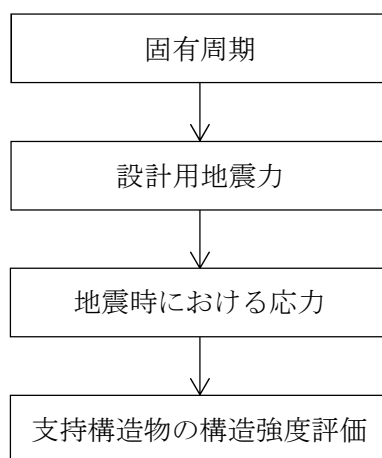 固有周期
設計用地震力
地震時における応力
支持構造物の構造強度評価